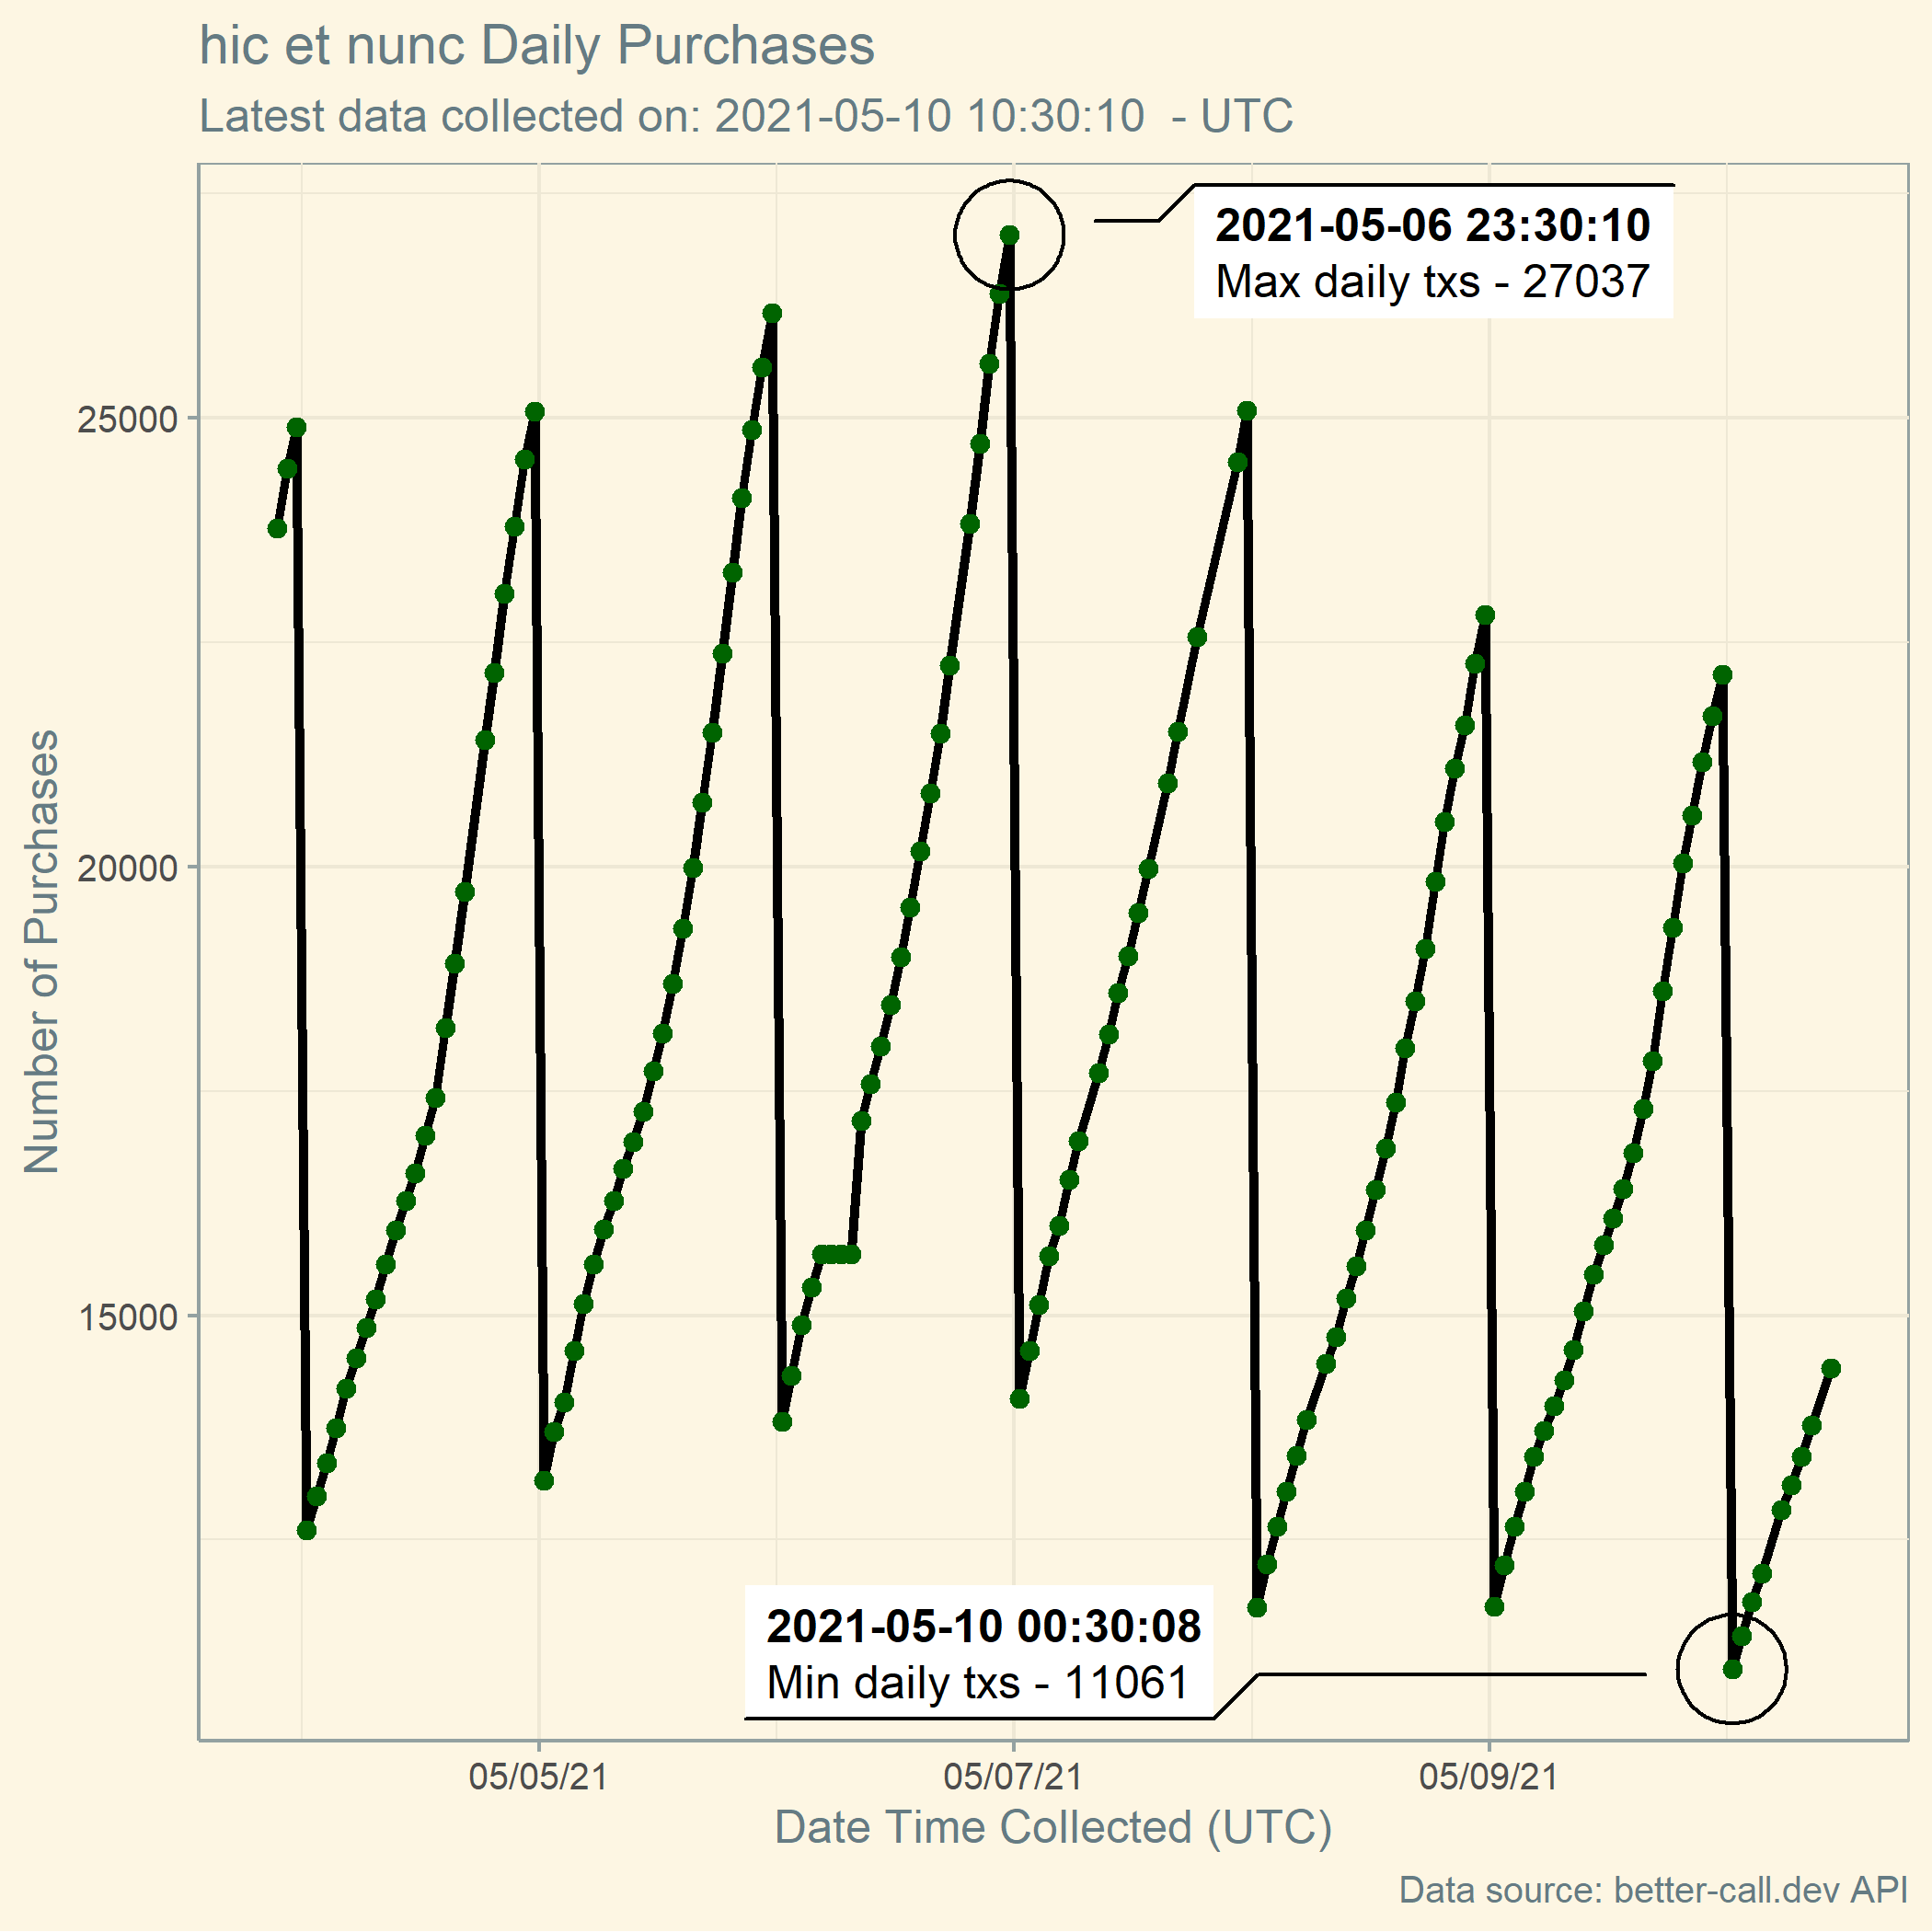 hic et nunc Daily Purchases
Latest data collected on: 2021-05-10 10:30:10  - UTC
2021-05-06 23:30:10
Max daily txs - 27037
25000
20000
15000
Number of Purchases
2021-05-10 00:30:08
Min daily txs - 11061
05/05/21
05/07/21
05/09/21
Date Time Collected (UTC)
Data source: better-call.dev API